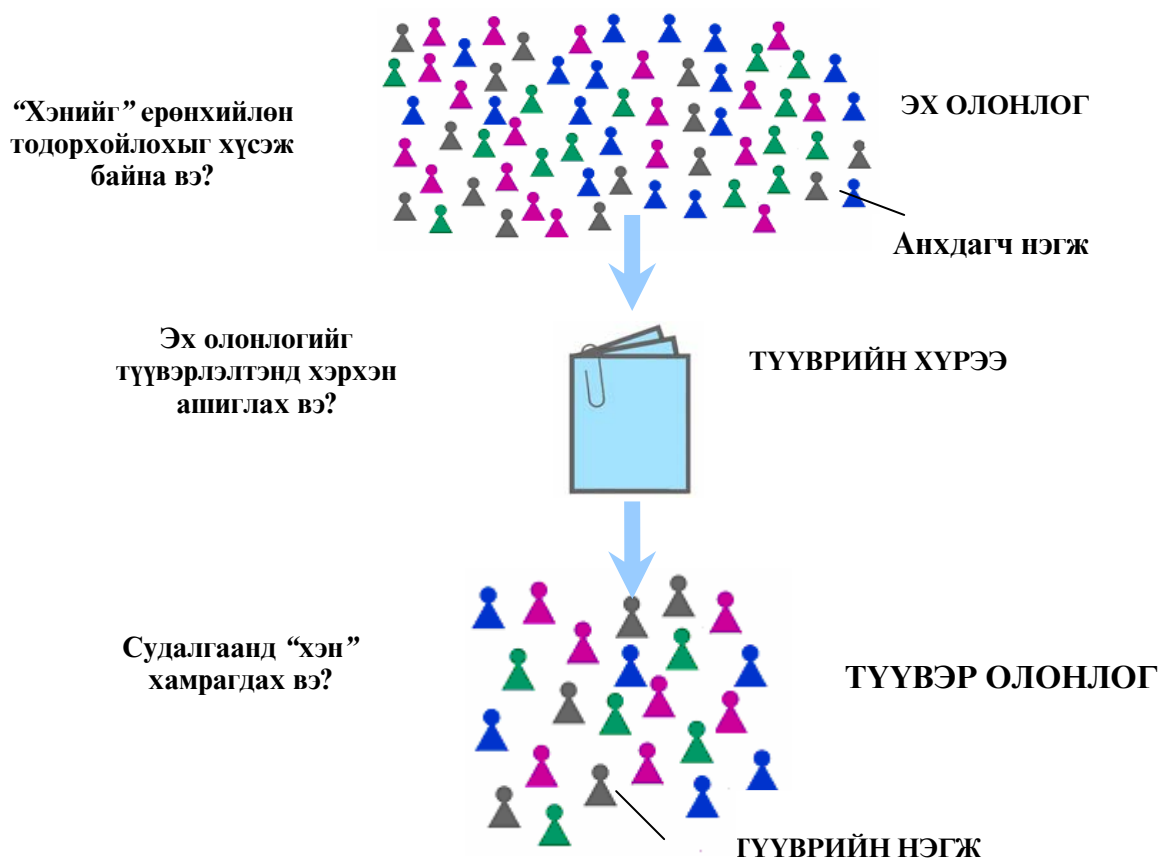 “Хэнийг” ерөнхийлөн
тодорхойлохыг хүсэж
байна вэ?
ЭХ ОЛОНЛОГ
Анхдагч нэгж
Эх олонлогийг
түүвэрлэлтэнд хэрхэн
ашиглах вэ?
ТҮҮВРИЙН ХҮРЭЭ
Судалгаанд “хэн”
хамрагдах вэ?
ТҮҮВЭР ОЛОНЛОГ
ТҮҮВРИЙН НЭГЖ